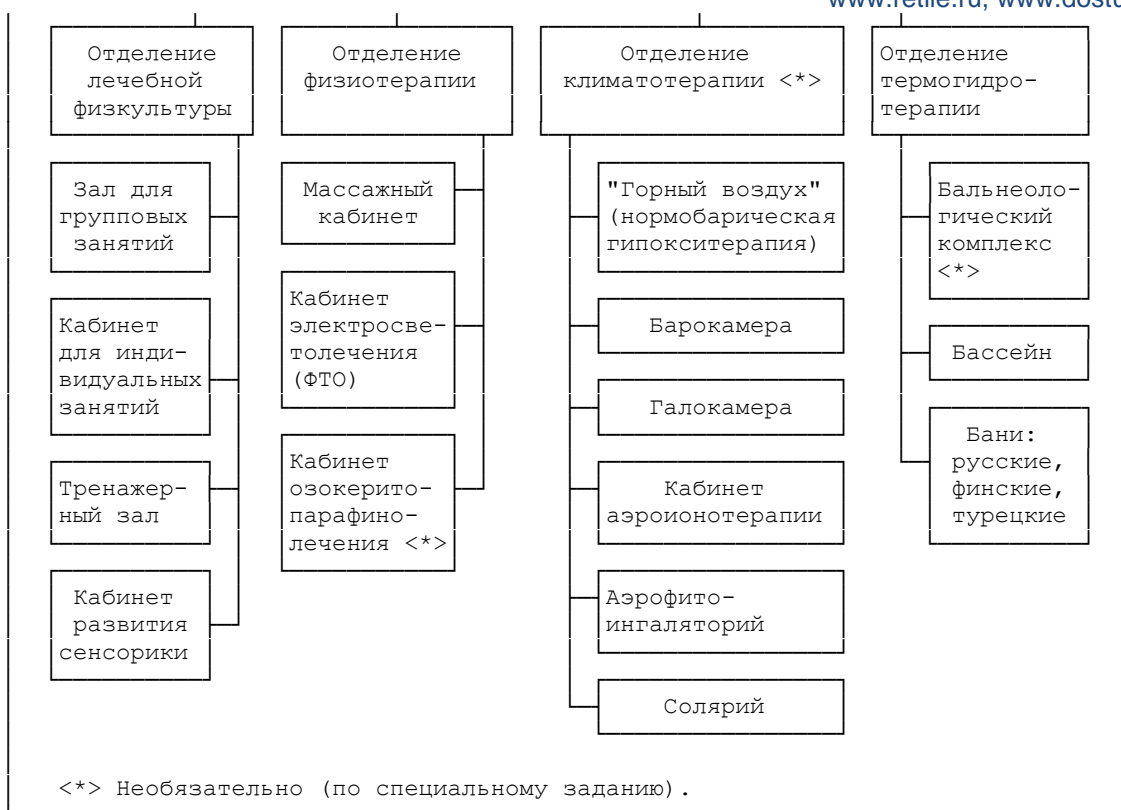 www.retile.ru, www.dostu
Отделение
лечебной
физкультуры
Отделение
физиотерапии
Отделение
климатотерапии <*>
Отделение
термогидро-
терапии
Зал для
групповых
занятий
Кабинет
для инди-
видуальных
занятий
Тренажер-
ный зал
Кабинет
развития
сенсорики
Массажный
кабинет
Кабинет
электросве-
толечения
(ФТО)
Кабинет
озокерито-
парафино-
лечения <*>
"Горный воздух"
(нормобарическая
гипокситерапия)
Барокамера
Галокамера
Кабинет
аэроионотерапии
Аэрофито-
ингаляторий
Солярий
Бальнеоло-
гический
комплекс
<*>
Бассейн
Бани:
русские,
финские,
турецкие
<*> Необязательно (по специальному заданию).